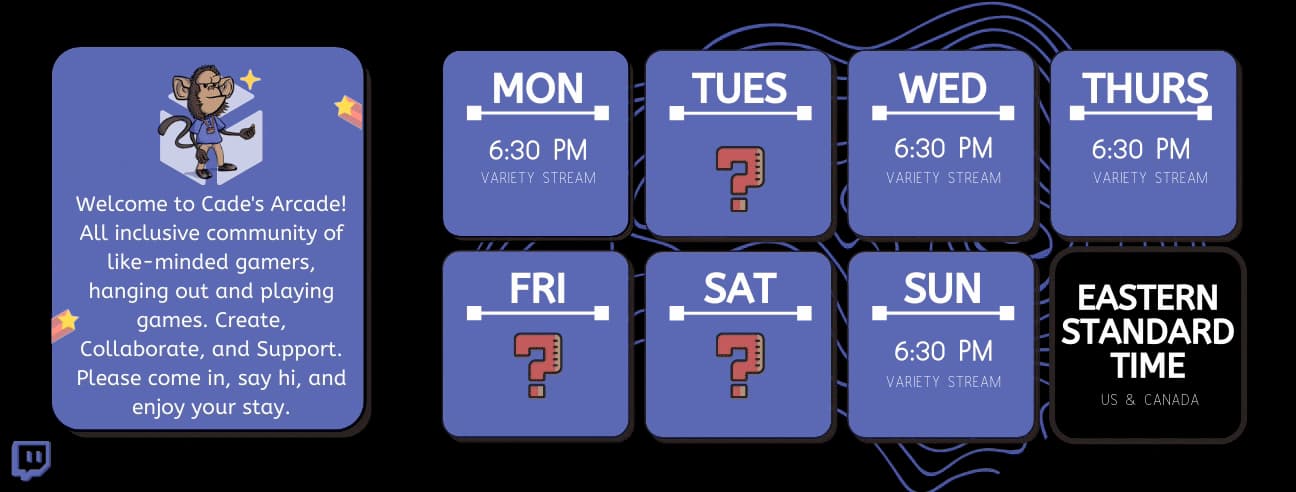 Welcome to Cade's Arcade!
All inclusive community of
like-minded gamers,
hanging out and playing
games. Create,
Collaborate, and Support.
Please come in, say hi, and
enjoy your stay.
MON
6:30 PM
VARIETY STREAM
TUES
?
WED
6:30 PM
VARIETY STREAM
THURS
6:30 PM
VARIETY STREAM
FRI
?
SAT
?
SUN
6:30 PM
VARIETY STREAM
EASTERN
STANDARD
TIME
US & CANADA